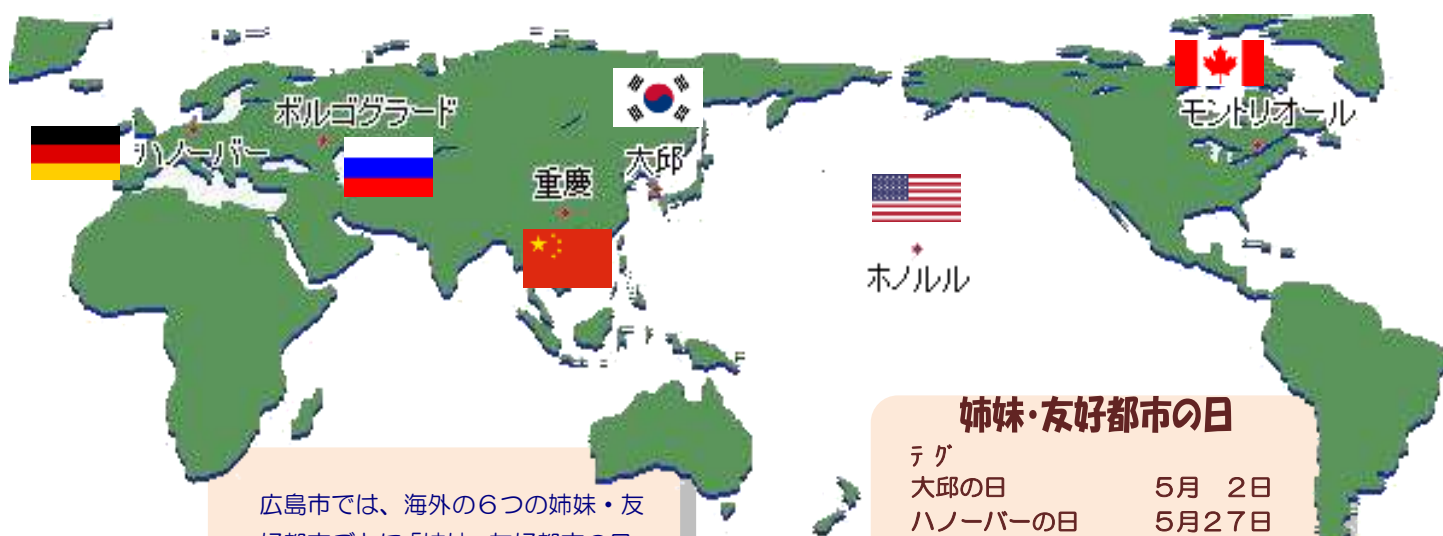 ボルゴグラード
モントリオール
ハノーバー
大邱
重慶
ホノルル
姉妹・友好都市の日
テグ
大邱の日 5月 2日
ハノーバーの日 5月27日
広島市では、海外の6つの姉妹・友